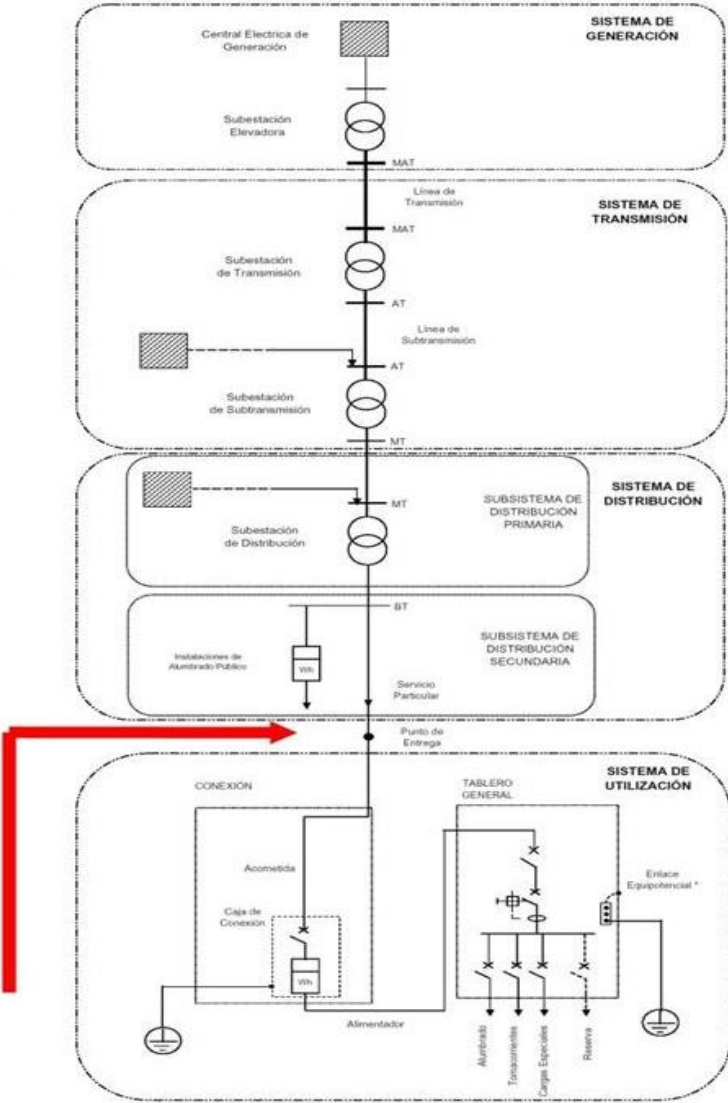 SISTEMA DE
GENERACIÓN
Central Electrica de
Generación
Subestación
Elevadora
MAT
Línea de
Transmisión
SISTEMA DE
TRANSMISIÓN
MAT
Subestación
de Transmisión
AT
Línea de
Subtransmisión
AT
Subestación
de Subtransmisión
MT
SISTEMA DE
DISTRIBUCIÓN
SUBSISTEMA DE
DISTRIBUCIÓN
PRIMARIA
MT
Subestación
de Distribución
BT
SUBSISTEMA DE
DISTRIBUCIÓN
SECUNDARIA
Instalaciones de
Alumbrado Público
Wh
Servicio
Particular
Punto de
Entrega
SISTEMA DE
UTILIZACIÓN
CONEXIÓN
TABLERO
GENERAL
Acometida
Enlace
Equipotencial *
Caja de
Conexión
Wh
Alimentador
Alumbrado
Tomacorrientes
Cargas Especiales
Reserva